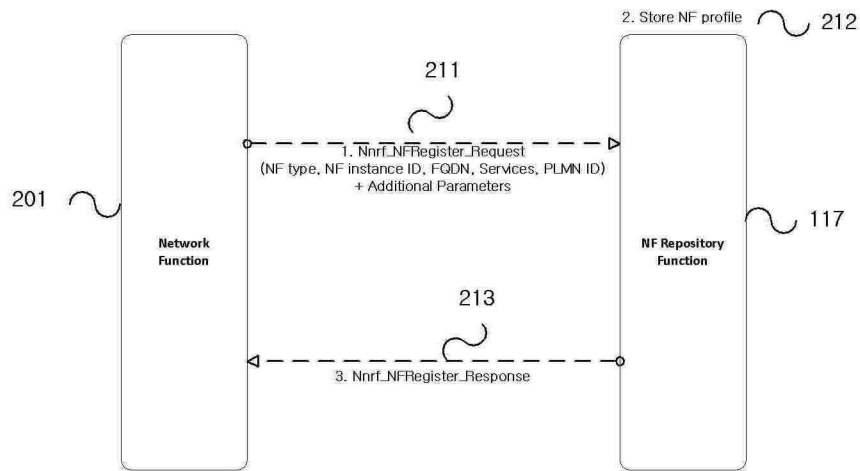 2. Store NF profile
212
211
1. Nnrf_NFRegister_Request
(NF type, NF instance ID, FQDN, Services, PLMN ID)
+ Additional Parameters
201
Network
Function
NF Repository
Function
117
213
3. Nnrf_NFRegister_Response